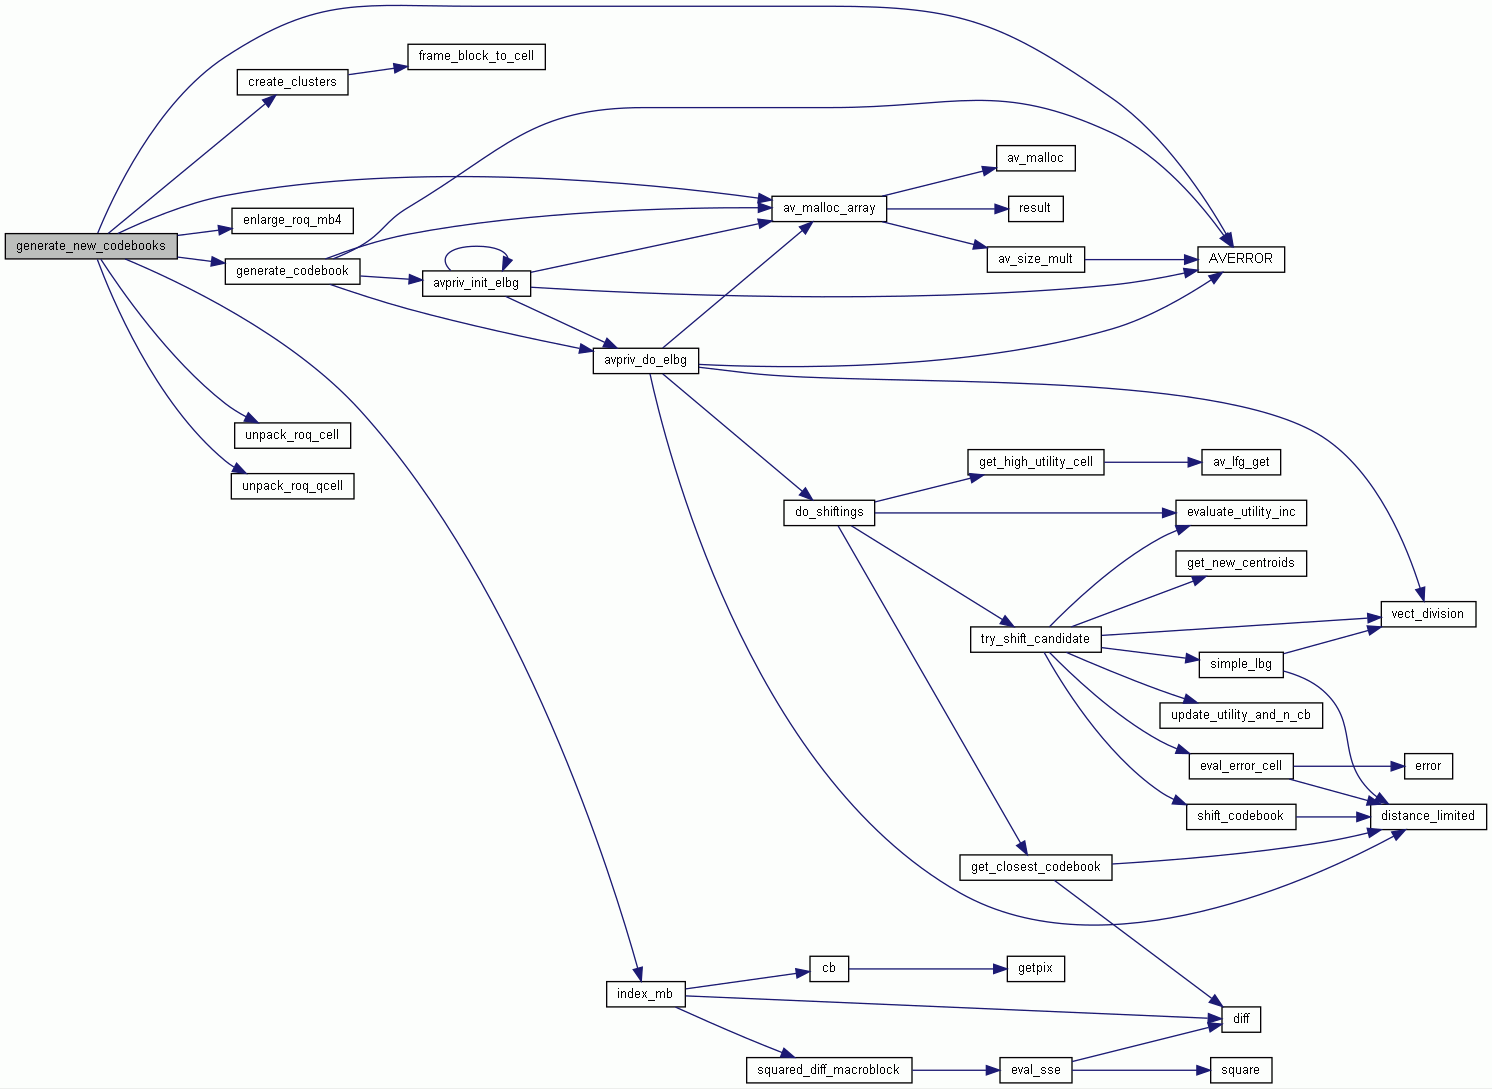 frame_block_to_cell
create_clusters
av_malloc
av_malloc_array
result
enlarge_roq_mb4
generate_new_codebooks
av_size_mult
AVERROR
generate_codebook
avpriv_init_elbg
avpriv_do_elbg
unpack_roq_cell
get_high_utility_cell
av_lfg_get
unpack_roq_qcell
do_shiftings
evaluate_utility_inc
get_new_centroids
vect_division
try_shift_candidate
simple_lbg
update_utility_and_n_cb
eval_error_cell
error
shift_codebook
distance_limited
get_closest_codebook
cb
getpix
index_mb
diff
squared_diff_macroblock
eval_sse
square